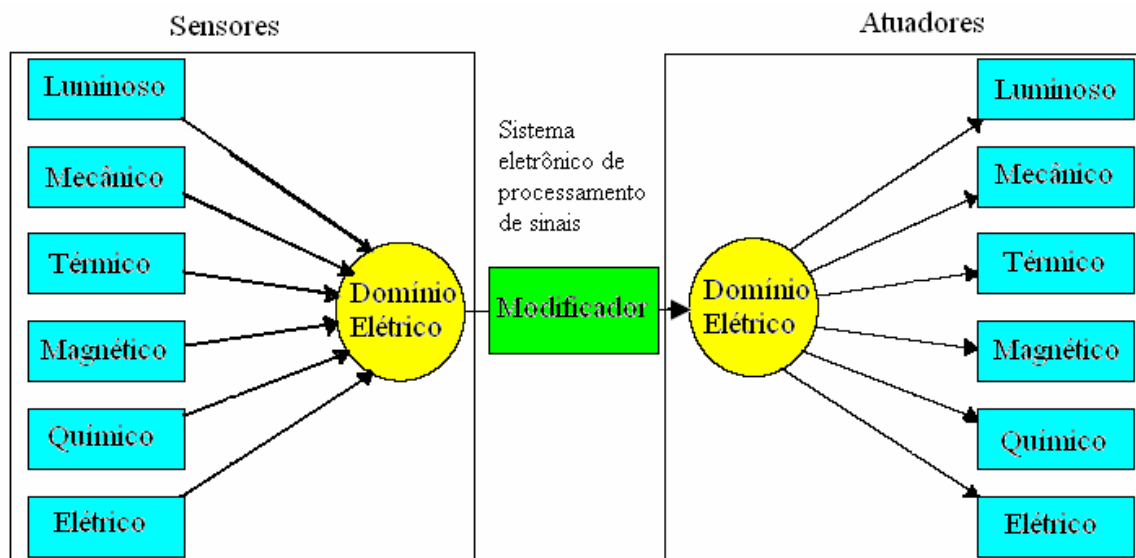 Sensores
Luminoso
Mecânico
Térmico
Magnético
Químico
Elétrico
Domínio
Elétrico
Sistema
eletrônico de
processamento
de sinais
Modificador
Atuadores
Domínio
Elétrico
Luminoso
Mecânico
Térmico
Magnético
Químico
Elétrico